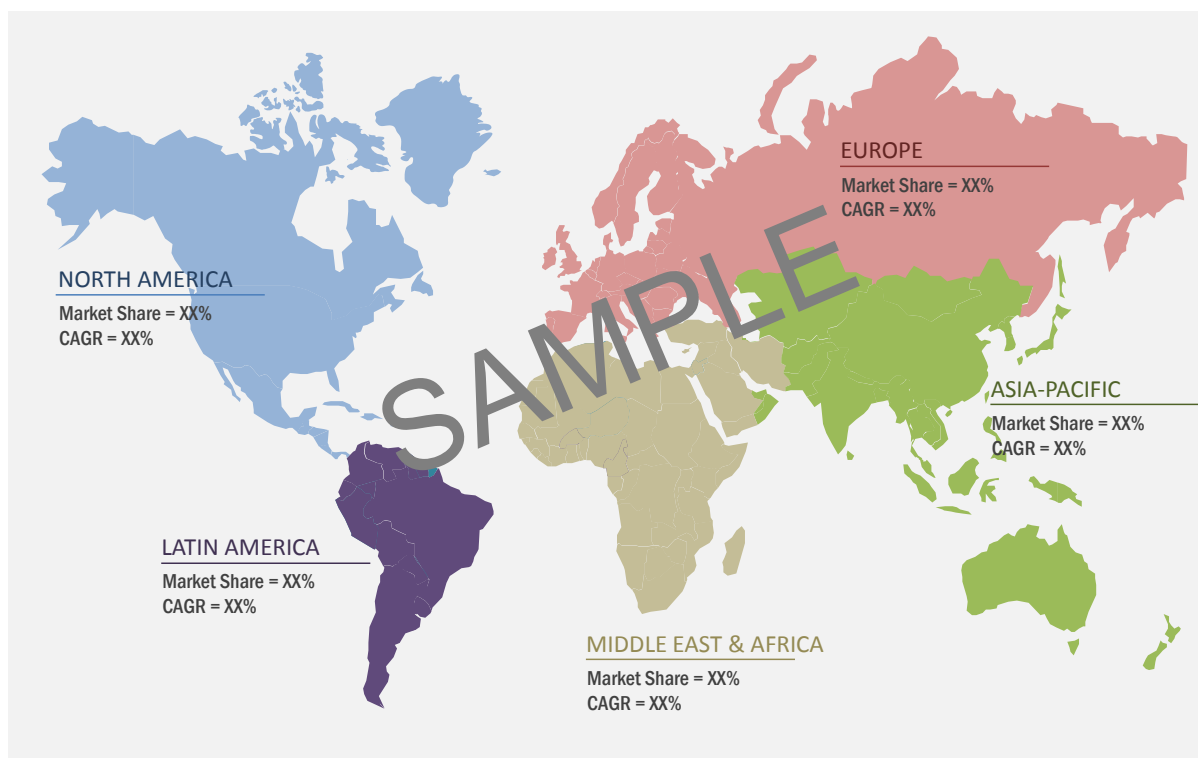 EUROPE
Market Share = XX%
CAGR = XX%
NORTH AMERICA
Market Share = XX%
CAGR = XX%
SAMPLE
ASIA-PACIFIC
Market Share = XX%
CAGR = XX%
LATIN AMERICA
Market Share = XX%
CAGR = XX%
MIDDLE EAST & AFRICA
Market Share = XX%
CAGR = XX%